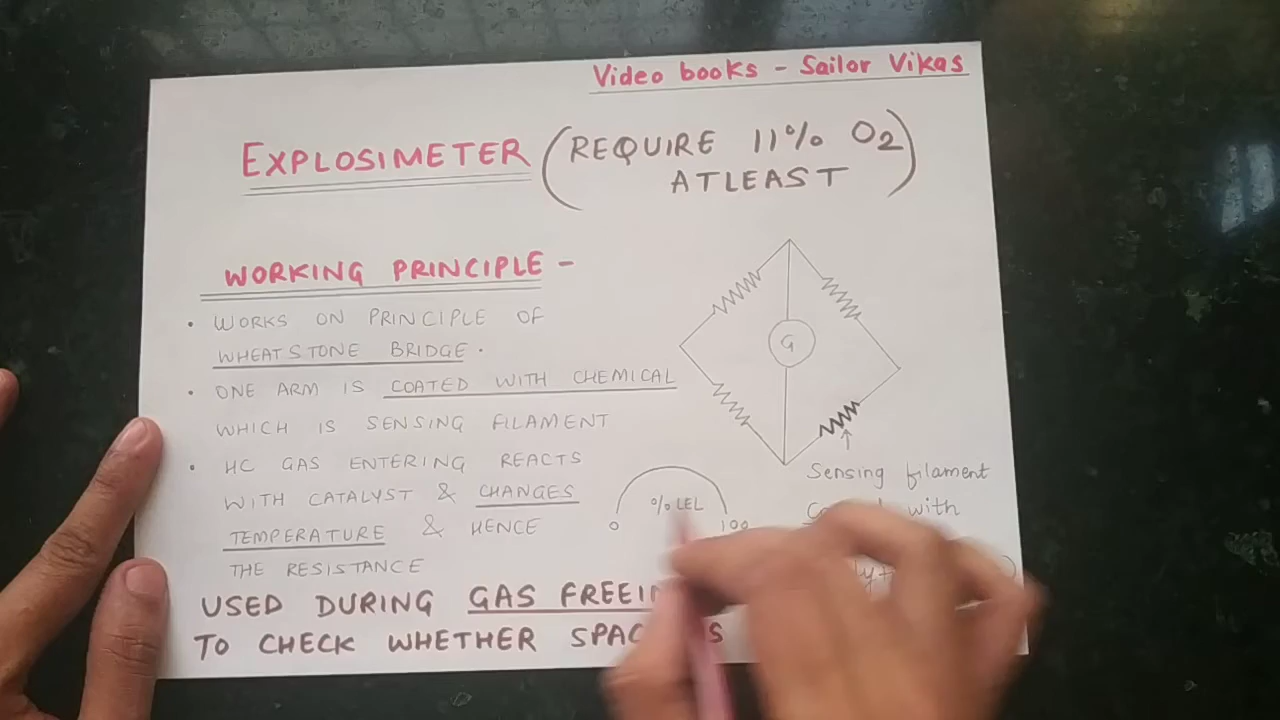 Video books - Sailor Vikas
EXPLOSIMETER (REQUIRE 11% O2
ATLEAST)
WORKING PRINCIPLE -
• WORKS ON PRINCIPLE OF
WHEATSTONE BRIDGE.
• ONE ARM IS COATED WITH CHEMICAL
WHICH IS SENSING FILAMENT
• HC GAS ENTERING REACTS
WITH CATALYST & CHANGES
TEMPERATURE & HENCE
THE RESISTANCE
G
Sensing filament
with
% LEL
0 100
USED DURING GAS
TO CHECK WHETHER